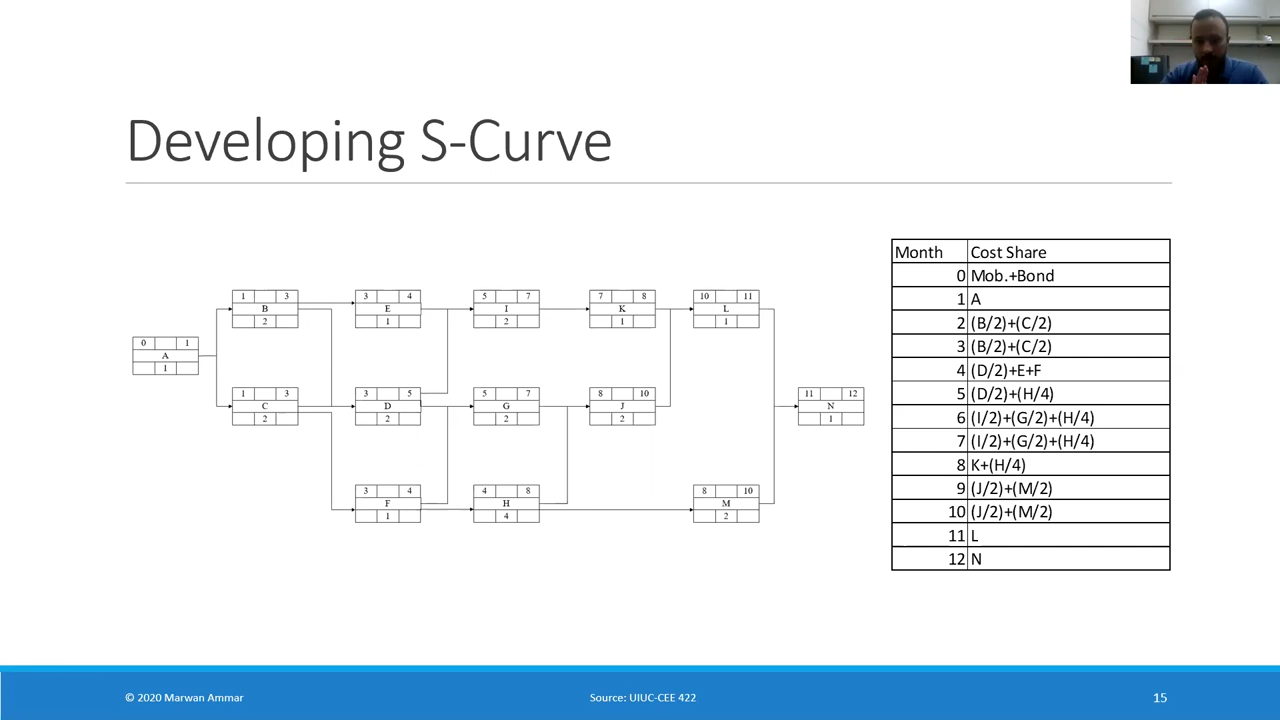 Developing S-Curve
1 3
B
2
3 4
E
1
5 7
I
2
7 8
K
1
10 11
L
1
0 1
A
1
1 3
C
2
3 5
D
2
5 7
G
2
8 10
J
2
11 12
N
1
3 4
F
1
4 8
H
4
8 10
M
2
Month Cost Share
0 Mob.+Bond
1 A
2 (B/2)+(C/2)
3 (B/2)+(C/2)
4 (D/2)+E+F
5 (D/2)+(H/4)
6 (I/2)+(G/2)+(H/4)
7 (I/2)+(G/2)+(H/4)
8 K+(H/4)
9 (J/2)+(M/2)
10 (J/2)+(M/2)
11 L
12 N
© 2020 Marwan Ammar
Source: UIUC-CEE 422
15